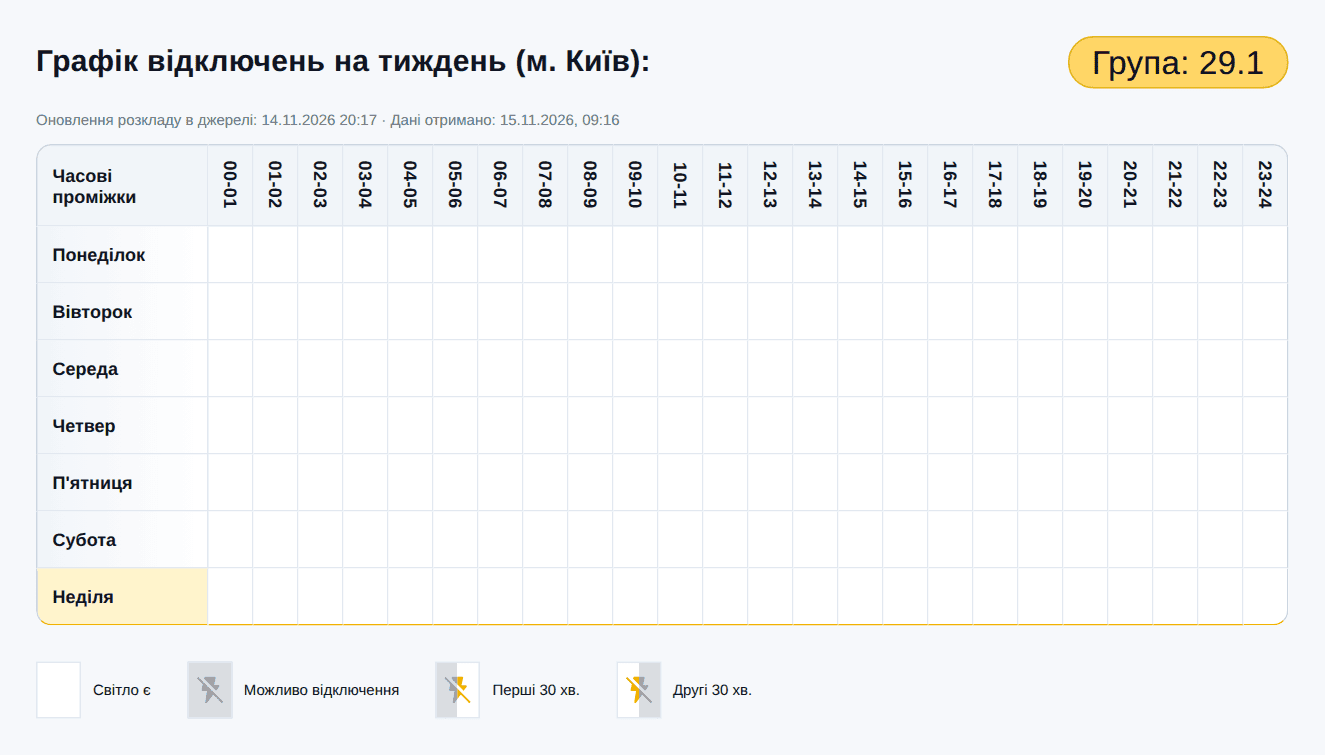 Графік відключень на тиждень (м. Київ):
Група: 29.1
Оновлення розкладу в джерелі: 14.11.2026 20:17 · Дані отримано: 15.11.2026, 09:16
Часові
проміжки
00-01
01-02
02-03
03-04
04-05
05-06
06-07
07-08
08-09
09-10
10-11
11-12
12-13
13-14
14-15
15-16
16-17
17-18
18-19
19-20
20-21
21-22
22-23
23-24
Понеділок
Вівторок
Середа
Четвер
П'ятниця
Субота
Неділя
Світло є
Можливо відключення
Перші 30 хв.
Другі 30 хв.